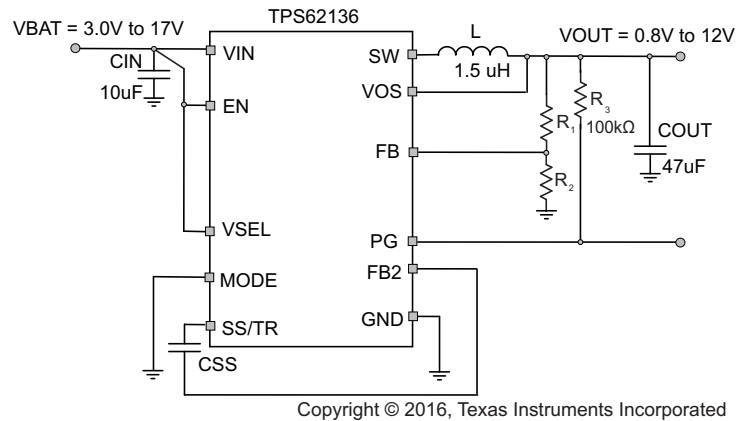 TPS62136
VBAT = 3.0V to 17V
VIN
CIN
10uF
EN
VSEL
MODE
SS/TR
CSS
SW
L
1.5 uH
VOUT = 0.8V to 12V
VOS
R1
R3
100kΩ
COUT
47uF
FB
R2
PG
FB2
GND
Copyright © 2016, Texas Instruments Incorporated